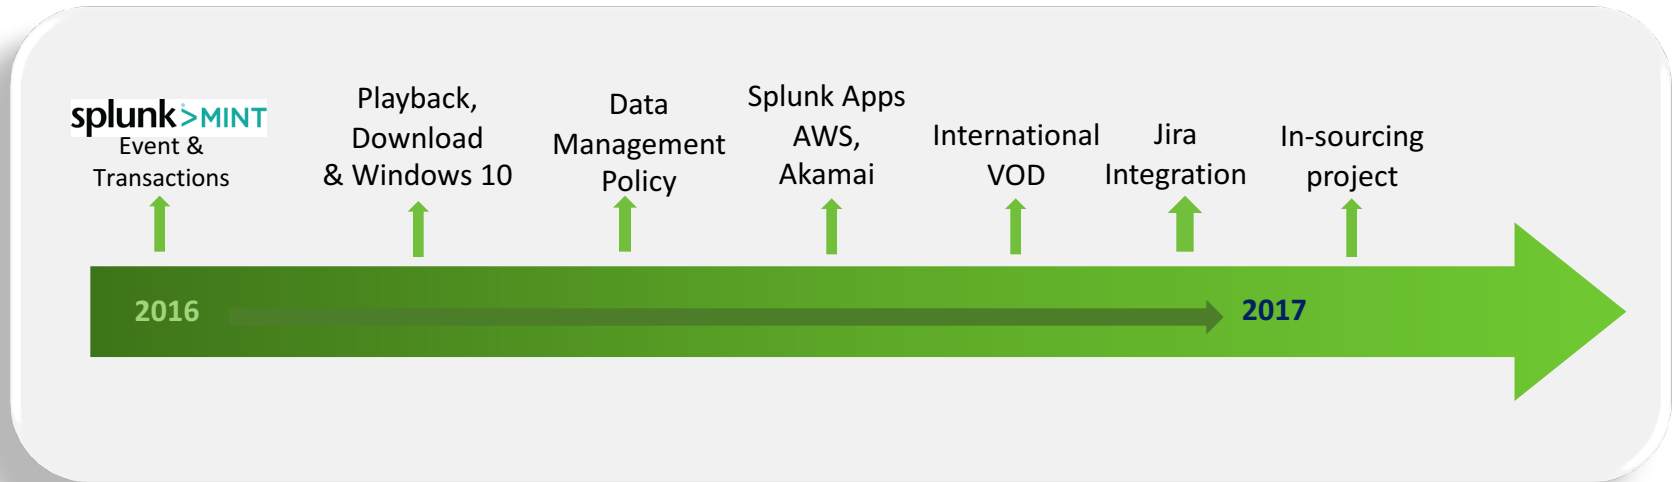 splunk>MINT
Event &
Transactions
Playback,
Download
& Windows 10
Data
Management
Policy
Splunk Apps
AWS,
Akamai
International
VOD
Jira
Integration
In-sourcing
project
2016
2017